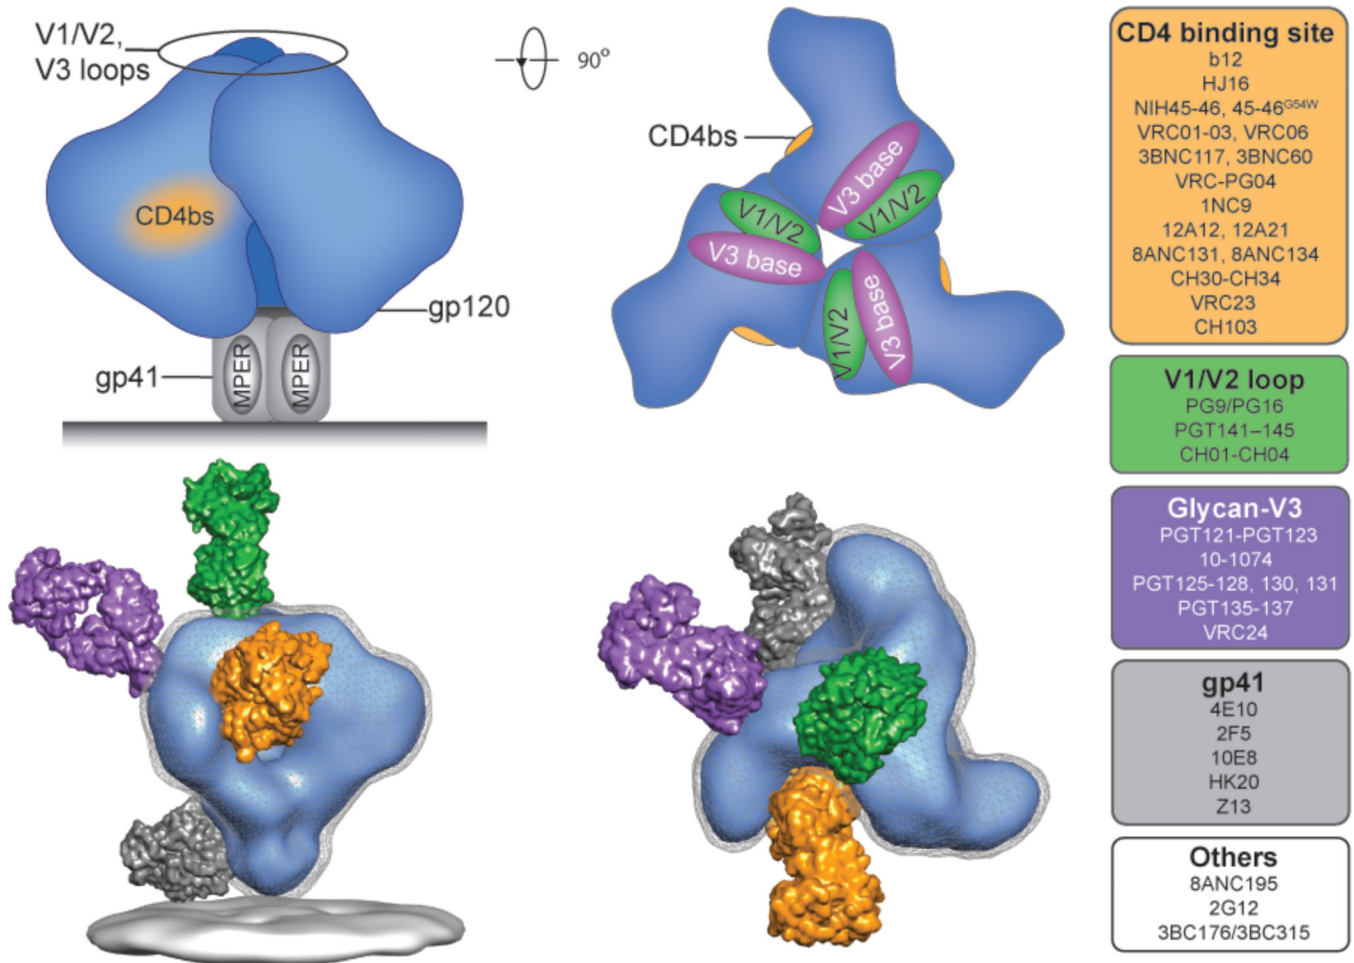 V1/V2,
V3 loops
CD4bs
gp120
gp41
MPER
MPER
90°
CD4bs
V3 base
V1/V2
V1/V2
V3 base
V1/V2
V3 base
CD4 binding site
b12
HJ16
NIH45-46, 45-46G54W
VRC01-03, VRC06
3BNC117, 3BNC60
VRC-PG04
1NC9
12A12, 12A21
8ANC131, 8ANC134
CH30-CH34
VRC23
CH103
V1/V2 loop
PG9/PG16
PGT141–145
CH01-CH04
Glycan-V3
PGT121-PGT123
10-1074
PGT125-128, 130, 131
PGT135-137
VRC24
gp41
4E10
2F5
10E8
HK20
Z13
Others
8ANC195
2G12
3BC176/3BC315